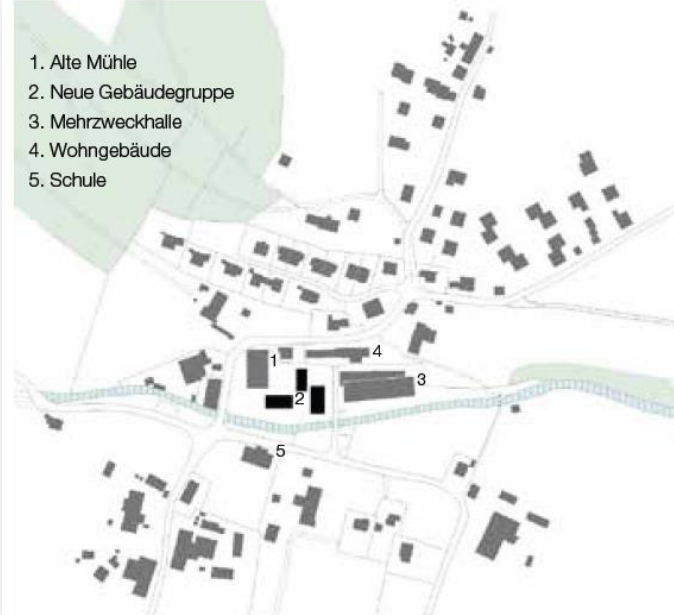 1. Alte Mühle
2. Neue Gebäudegruppe
3. Mehrzweckhalle
4. Wohngebäude
5. Schule
1
4
3
2
5